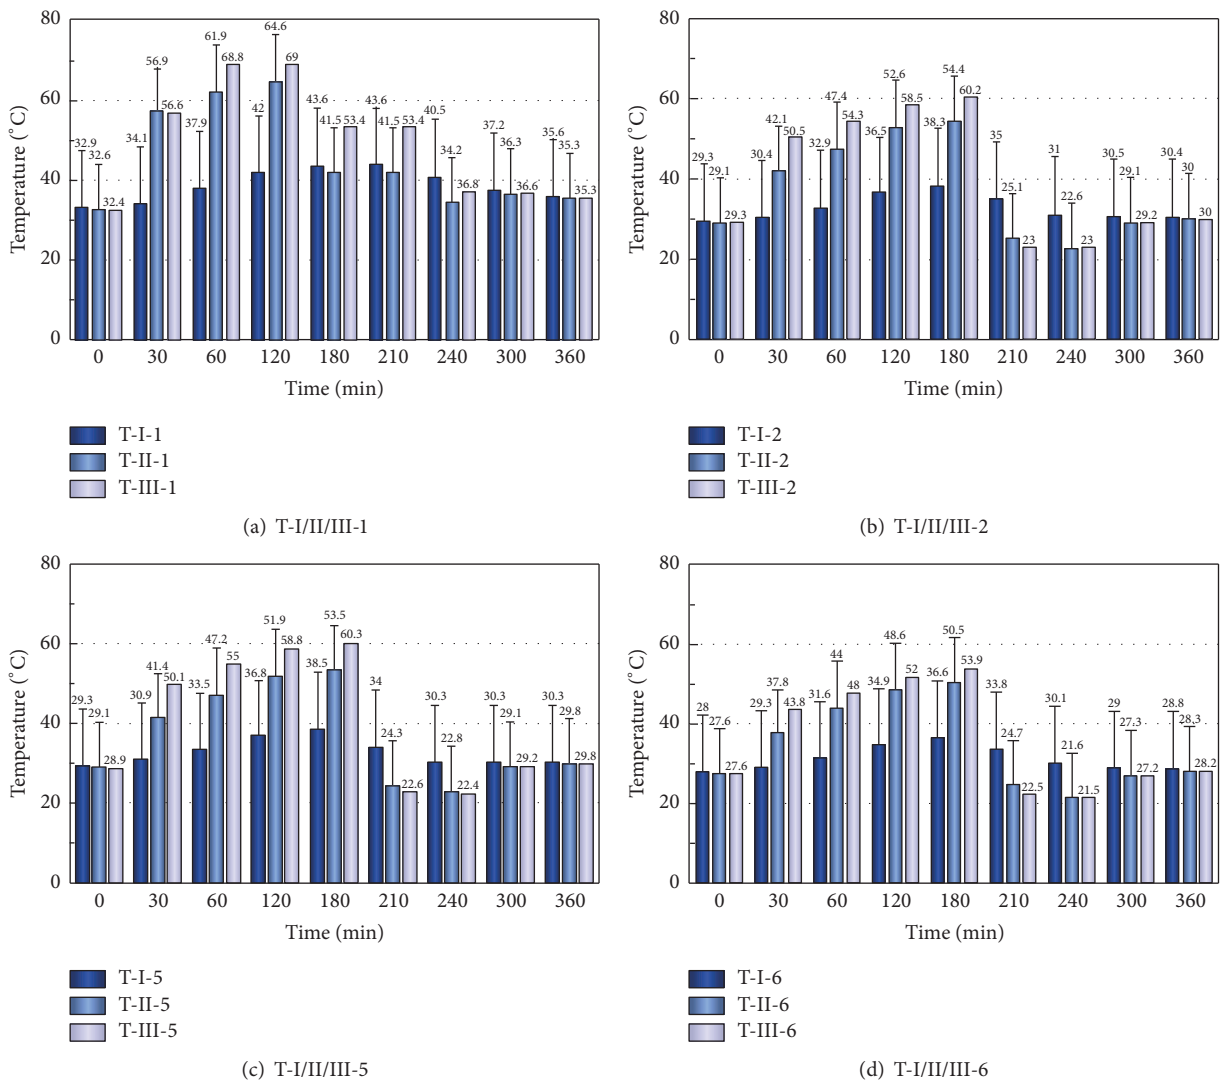 80
60
40
20
0
Temperature (°C)
32.9 32.6 32.4 34.1 56.9 56.6 37.9 61.9 68.8 42 64.6 69 43.6 41.5 53.4 43.6 41.5 53.4 40.5 34.2 36.8 37.2 36.3 36.6 35.6 35.3 35.3
0 30 60 120 180 210 240 300 360
Time (min)
T-I-1
T-II-1
T-III-1
(a) T-I/II/III-1
80
60
40
20
0
Temperature (°C)
29.3 29.1 29.3 30.4 42.1 50.5 32.9 47.4 54.3 36.5 52.6 58.5 38.3 54.4 60.2 35 25.1 23 31 22.6 23 30.5 29.1 29.2 30.4 30 30
0 30 60 120 180 210 240 300 360
Time (min)
T-I-2
T-II-2
T-III-2
(b) T-I/II/III-2
80
60
40
20
0
Temperature (°C)
29.3 29.1 28.9 30.9 41.4 50.1 33.5 47.2 55 36.8 51.9 58.8 38.5 53.5 60.3 34 24.3 22.6 30.3 22.8 22.4 30.3 29.1 29.2 30.3 29.8 29.8
0 30 60 120 180 210 240 300 360
Time (min)
T-I-5
T-II-5
T-III-5
(c) T-I/II/III-5
80
60
40
20
0
Temperature (°C)
28 27.6 27.6 29.3 37.8 43.8 31.6 44 48 34.9 48.6 52 36.6 50.5 53.9 33.8 24.7 22.5 30.1 21.6 21.5 29 27.3 27.2 28.8 28.3 28.2
0 30 60 120 180 210 240 300 360
Time (min)
T-I-6
T-II-6
T-III-6
(d) T-I/II/III-6